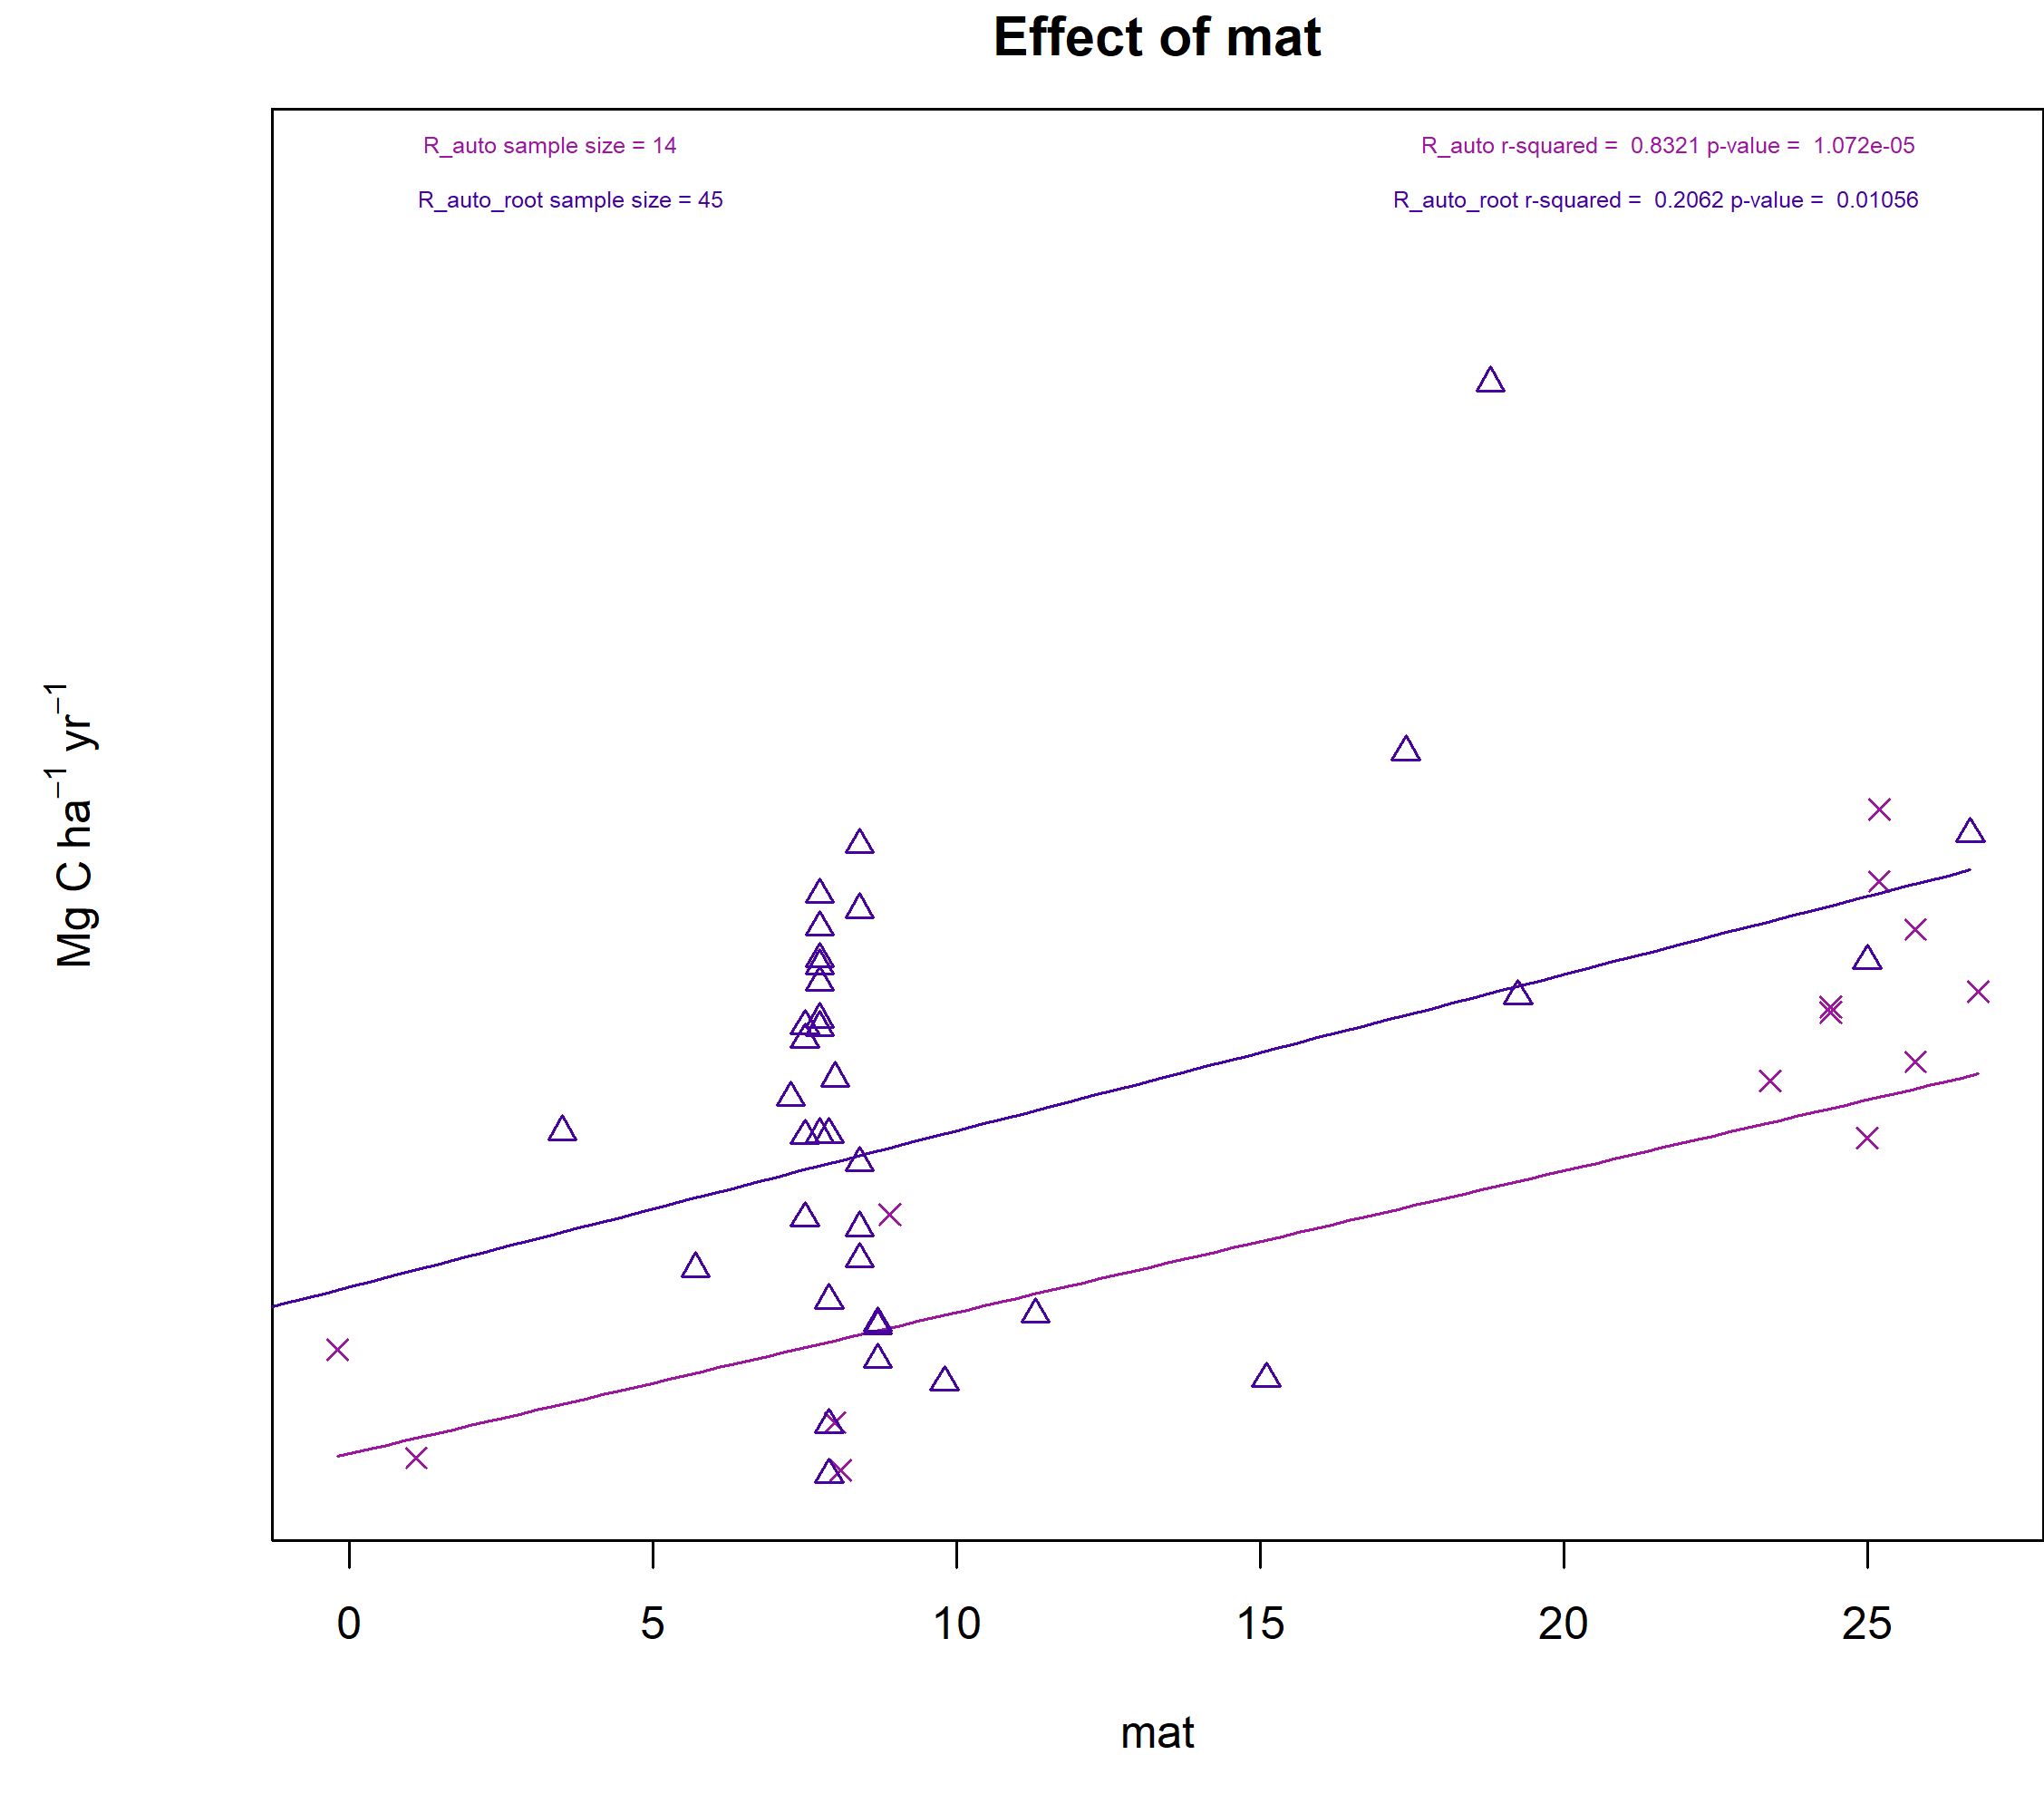 Effect of mat
R_auto sample size = 14
R_auto r-squared =  0.8321 p-value =  1.072e-05
R_auto_root sample size = 45
R_auto_root r-squared =  0.2062 p-value =  0.01056
Mg C ha⁻¹ yr⁻¹
0 5 10 15 20 25
mat